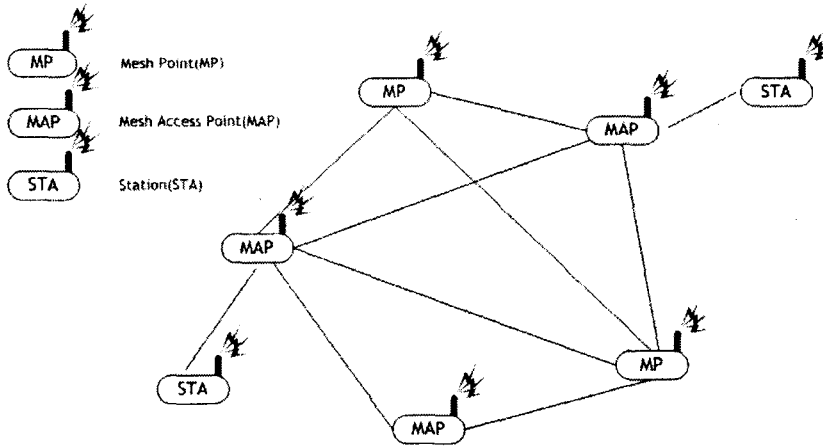 MP Mesh Point(MP)
MAP Mesh Access Point(MAP)
STA Station(STA)
MP
STA
MAP
MAP
MP
STA
MAP